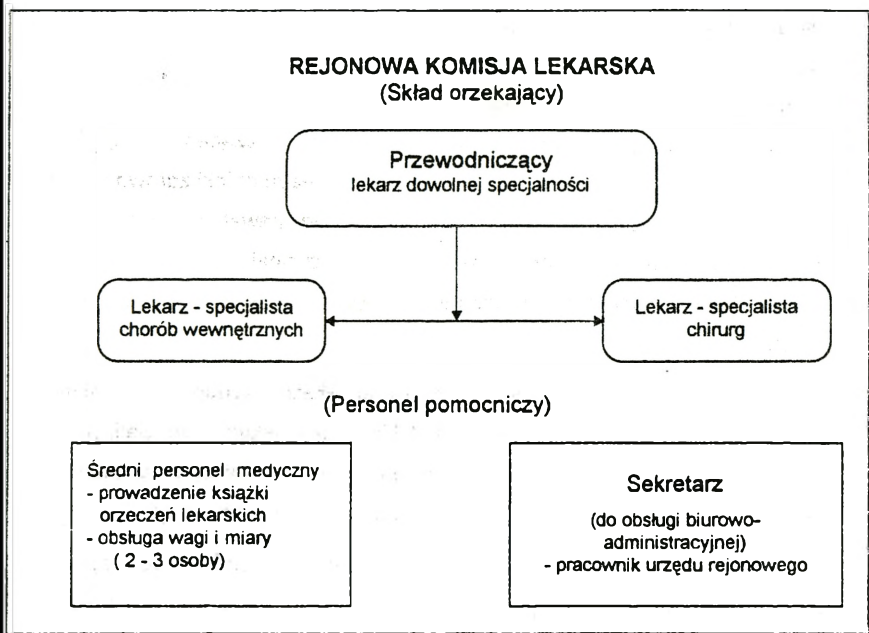 REJONOWA KOMISJA LEKARSKA
(Skład orzekający)
Przewodniczący
lekarz dowolnej specjalności
Lekarz - specjalista
chorób wewnętrznych
Lekarz - specjalista
chirurg
(Personel pomocniczy)
Średni personel medyczny
- prowadzenie książki
orzeczeń lekarskich
- obsługa wagi i miary
( 2 - 3 osoby)
Sekretarz
(do obsługi biurowo-
administracyjnej)
- pracownik urzędu rejonowego